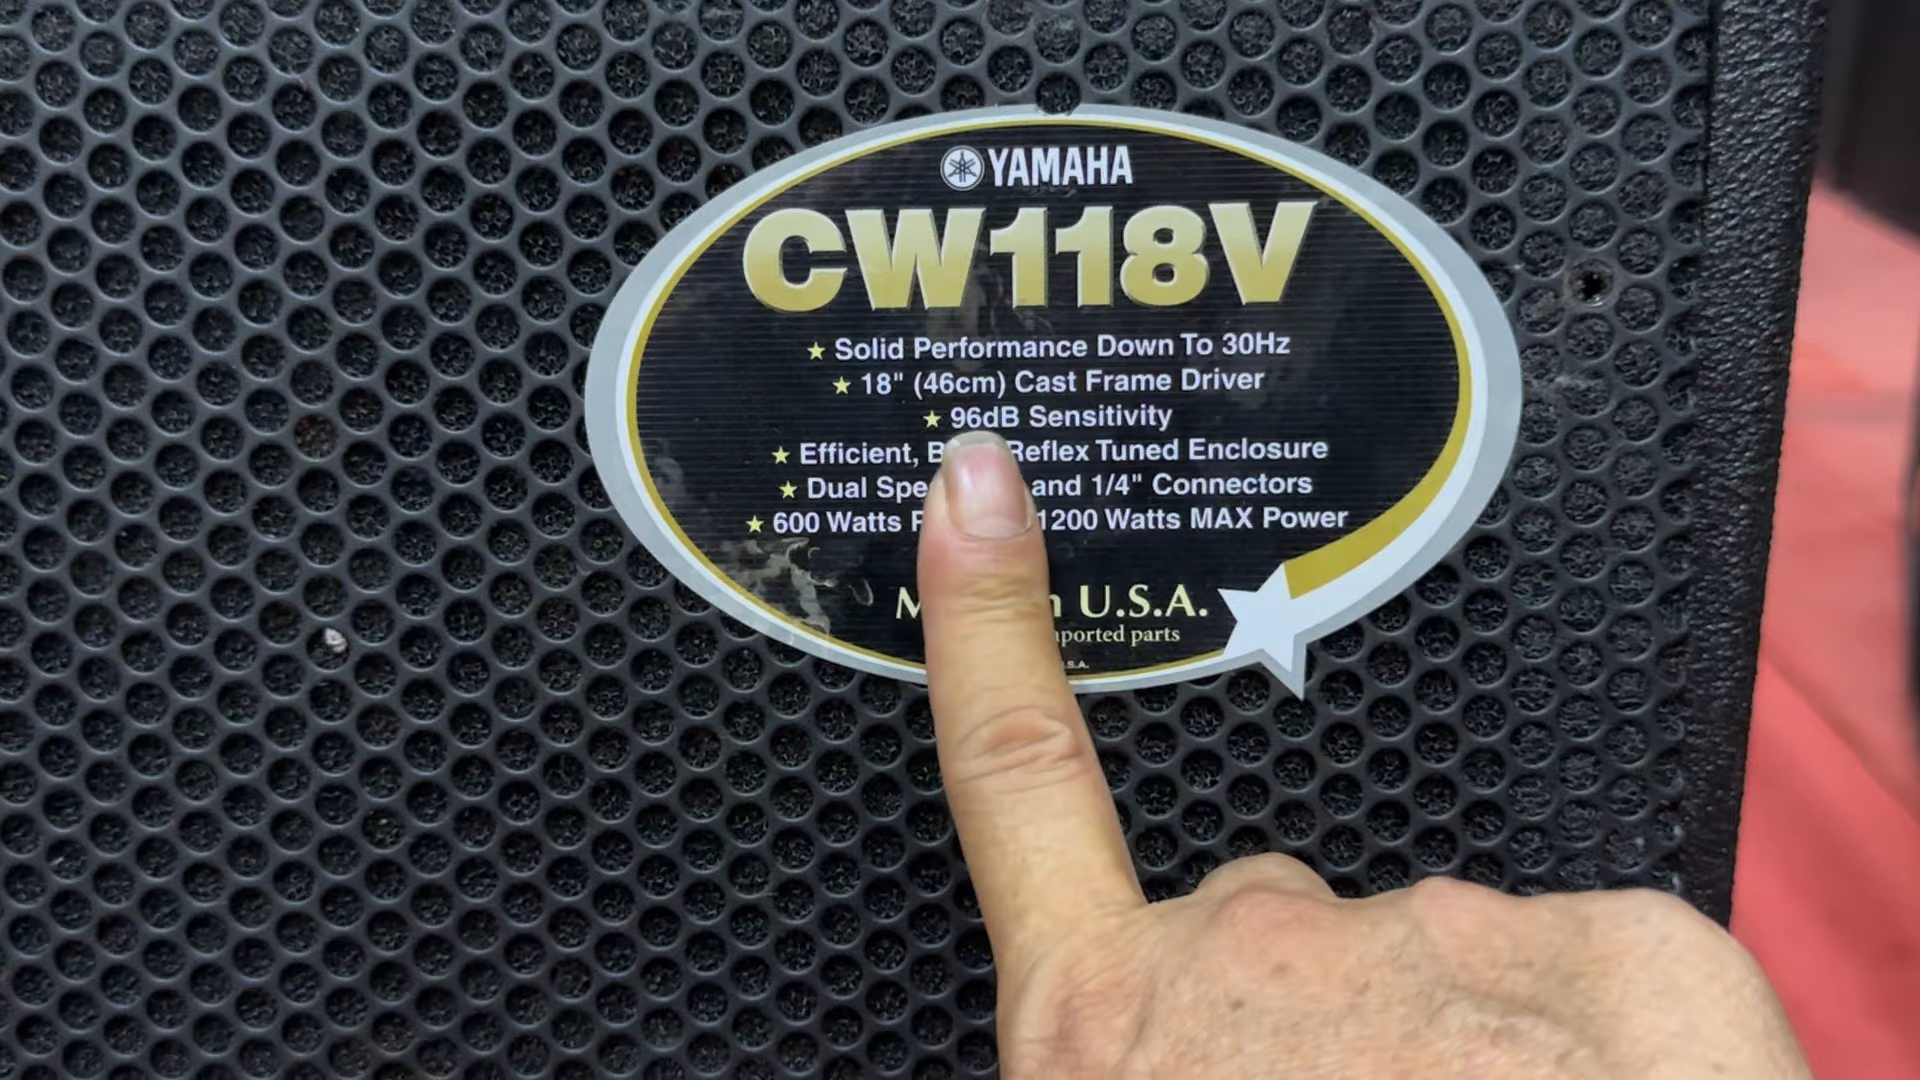 YAMAHA
CW118V
★ Solid Performance Down To 30Hz
★ 18" (46cm) Cast Frame Driver
★ 96dB Sensitivity
★ Efficient, Reflex Tuned Enclosure
★ Dual and 1/4" Connectors
★ 600 Watts 1200 Watts MAX Power
U.S.A.
parts